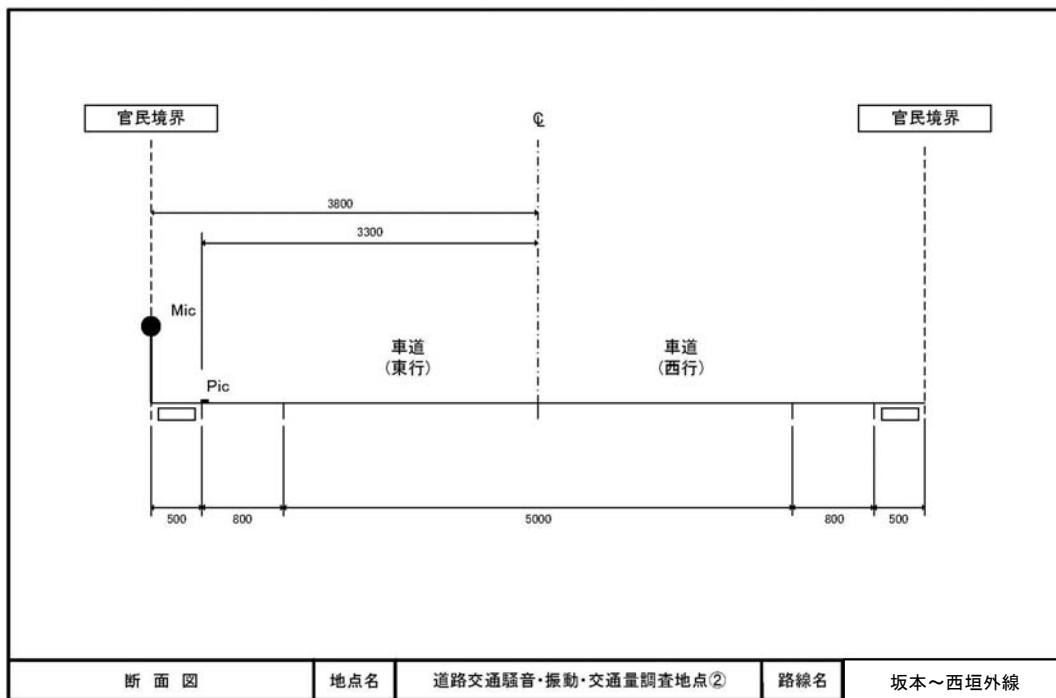 官民境界
℄
官民境界
3800
3300
Mic
車道
(東行)
車道
(西行)
Pic
500
800
5000
800
500
断面図
地点名
道路交通騒音・振動・交通量調査地点②
路線名
坂本～西垣外線